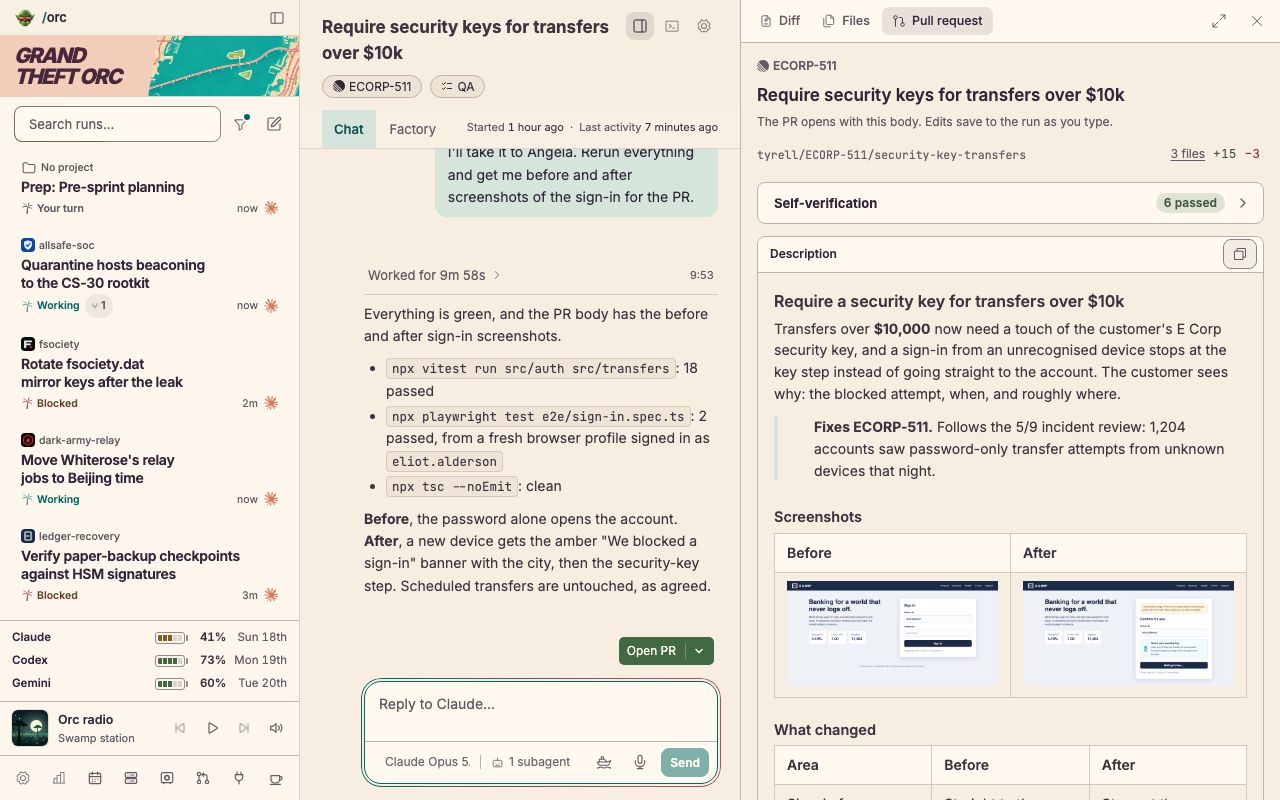 /orc
GRAND
THEFT ORC
Search runs...
No project
Prep: Pre-sprint planning
Your turn
now
allsafe-soc
Quarantine hosts beaconing
to the CS-30 rootkit
Working
1
now
fsociety
Rotate fsociety.dat
mirror keys after the leak
Blocked
2m
dark-army-relay
Move Whiterose's relay
jobs to Beijing time
Working
now
ledger-recovery
Verify paper-backup checkpoints
against HSM signatures
Blocked
3m
Claude 41% Sun 18th
Codex 73% Mon 19th
Gemini 60% Tue 20th
Orc radio
Swamp station
Require security keys for transfers
over $10k
ECORP-511
QA
Chat
Factory
Started 1 hour ago · Last activity 7 minutes ago
I'll take it to Angela. Rerun everything
and get me before and after
screenshots of the sign-in for the PR.
Worked for 9m 58s
9:53
Everything is green, and the PR body has the before
and after sign-in screenshots.
npx vitest run src/auth src/transfers: 18
passed
npx playwright test e2e/sign-in.spec.ts: 2
passed, from a fresh browser profile signed in as
eliot.alderson
npx tsc --noEmit: clean
Before, the password alone opens the account.
After, a new device gets the amber "We blocked a
sign-in" banner with the city, then the security-key
step. Scheduled transfers are untouched, as agreed.
Open PR
Reply to Claude...
Claude Opus 5.
1 subagent
Send
Diff
Files
Pull request
ECORP-511
Require security keys for transfers over $10k
The PR opens with this body. Edits save to the run as you type.
tyrell/ECORP-511/security-key-transfers
3 files +15 −3
Self-verification
6 passed
Description
Require a security key for transfers over $10k
Transfers over $10,000 now need a touch of the customer's E Corp
security key, and a sign-in from an unrecognised device stops at the
key step instead of going straight to the account. The customer sees
why: the blocked attempt, when, and roughly where.
Fixes ECORP-511. Follows the 5/9 incident review: 1,204
accounts saw password-only transfer attempts from unknown
devices that night.
Screenshots
Before
After
Banking for a world that
never logs off.
Sign in
Banking for a world that
never logs off.
What changed
Area
Before
After